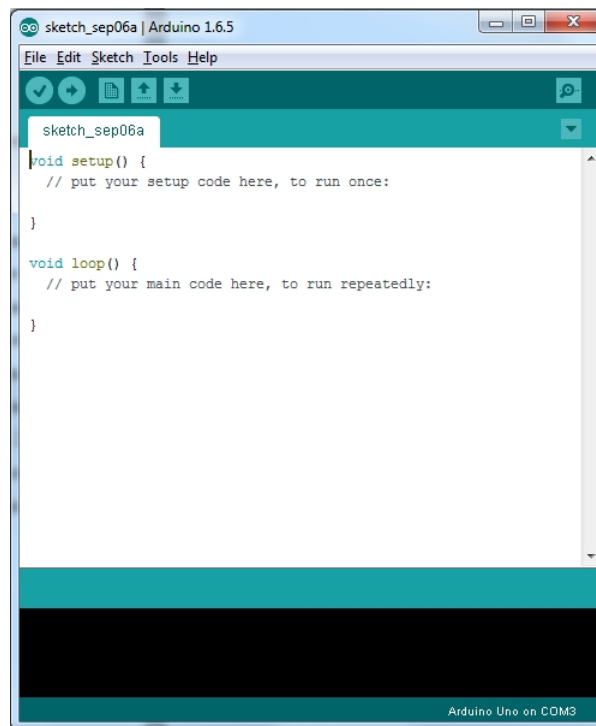 sketch_sep06a | Arduino 1.6.5
File Edit Sketch Tools Help
sketch_sep06a
void setup() {
  // put your setup code here, to run once:
}
void loop() {
  // put your main code here, to run repeatedly:
}
Arduino Uno on COM3